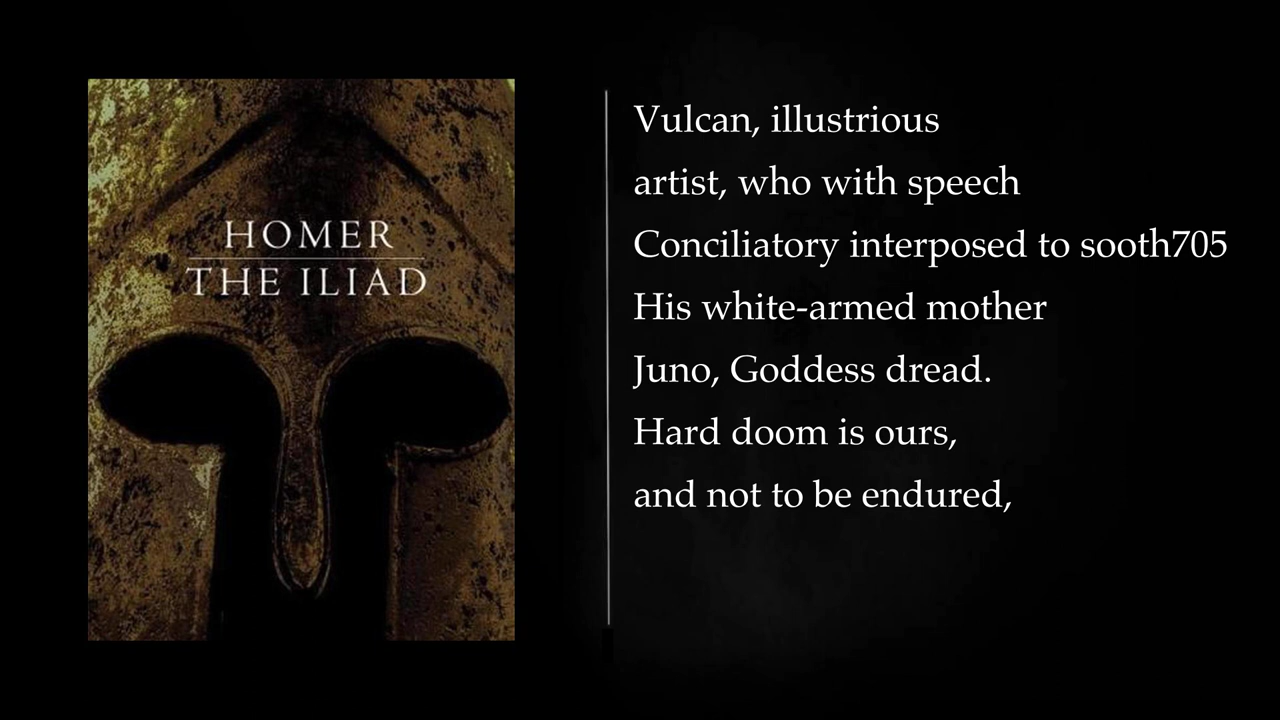 HOMER
THE ILIAD
Vulcan, illustrious
artist, who with speech
Conciliatory interposed to sooth705
His white-armed mother
Juno, Goddess dread.
Hard doom is ours,
and not to be endured,